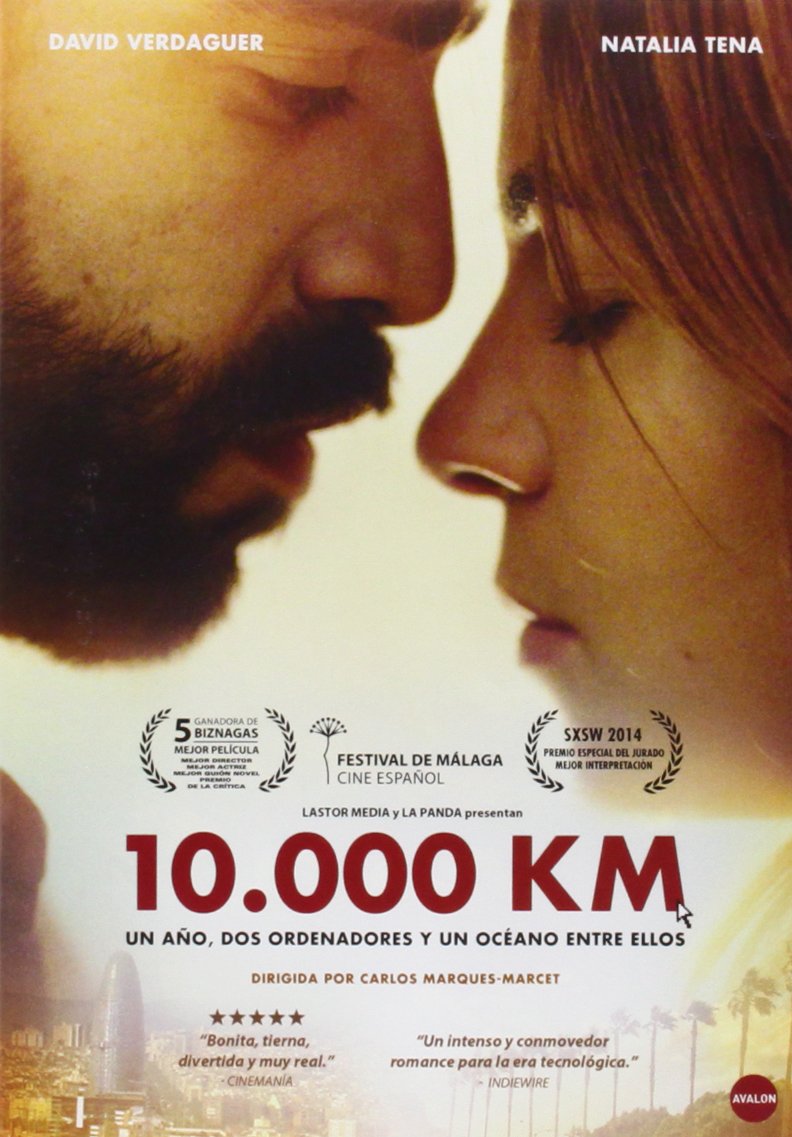 DAVID VERDAGUER
NATALIA TENA
5 GANADORA DE
BIZNAGAS
MEJOR PELÍCULA
MEJOR DIRECTOR
MEJOR ACTRIZ
MEJOR GUIÓN NOVEL
PREMIO
DE LA CRÍTICA
FESTIVAL DE MÁLAGA
CINE ESPAÑOL
SXSW 2014
PREMIO ESPECIAL DEL JURADO
MEJOR INTERPRETACIÓN
LASTOR MEDIA y LA PANDA presentan
10.000 KM
UN AÑO, DOS ORDENADORES Y UN OCÉANO ENTRE ELLOS
DIRIGIDA POR CARLOS MARQUES-MARCET
“Bonita, tierna,
divertida y muy real.”
- CINEMANÍA
“Un intenso y conmovedor
romance para la era tecnológica.”
- INDIEWIRE
AVALON